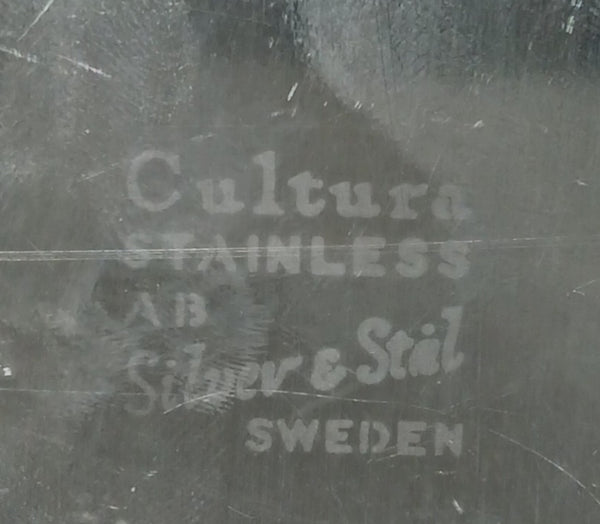 Cultura
STAINLESS
AB
Silver & Stål
SWEDEN